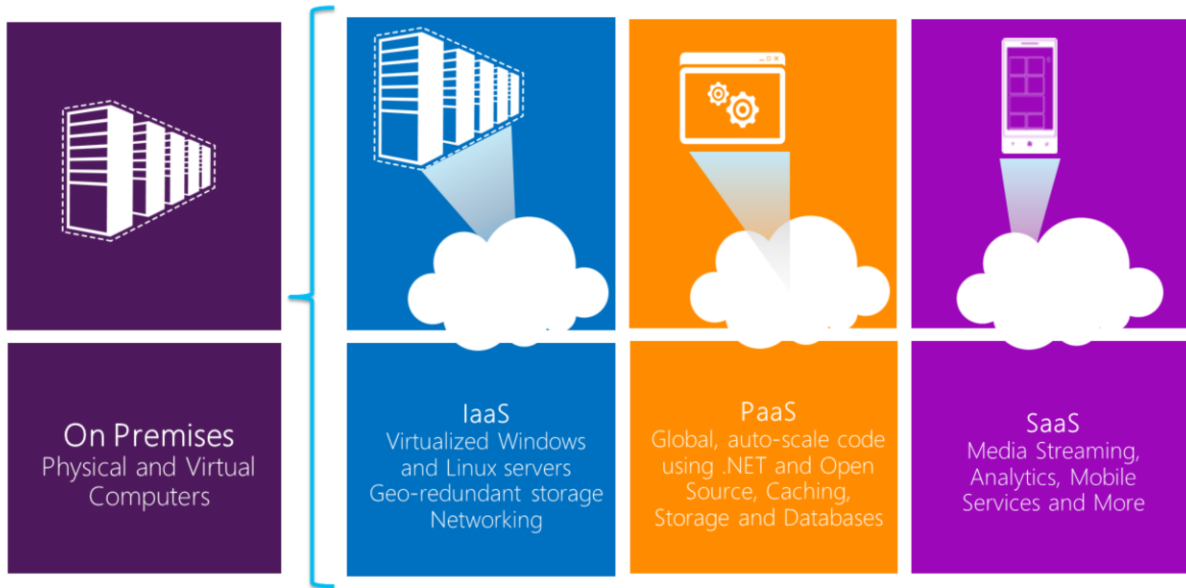 On Premises
Physical and Virtual
Computers
IaaS
Virtualized Windows
and Linux servers
Geo-redundant storage
Networking
PaaS
Global, auto-scale code
using .NET and Open
Source, Caching,
Storage and Databases
SaaS
Media Streaming,
Analytics, Mobile
Services and More